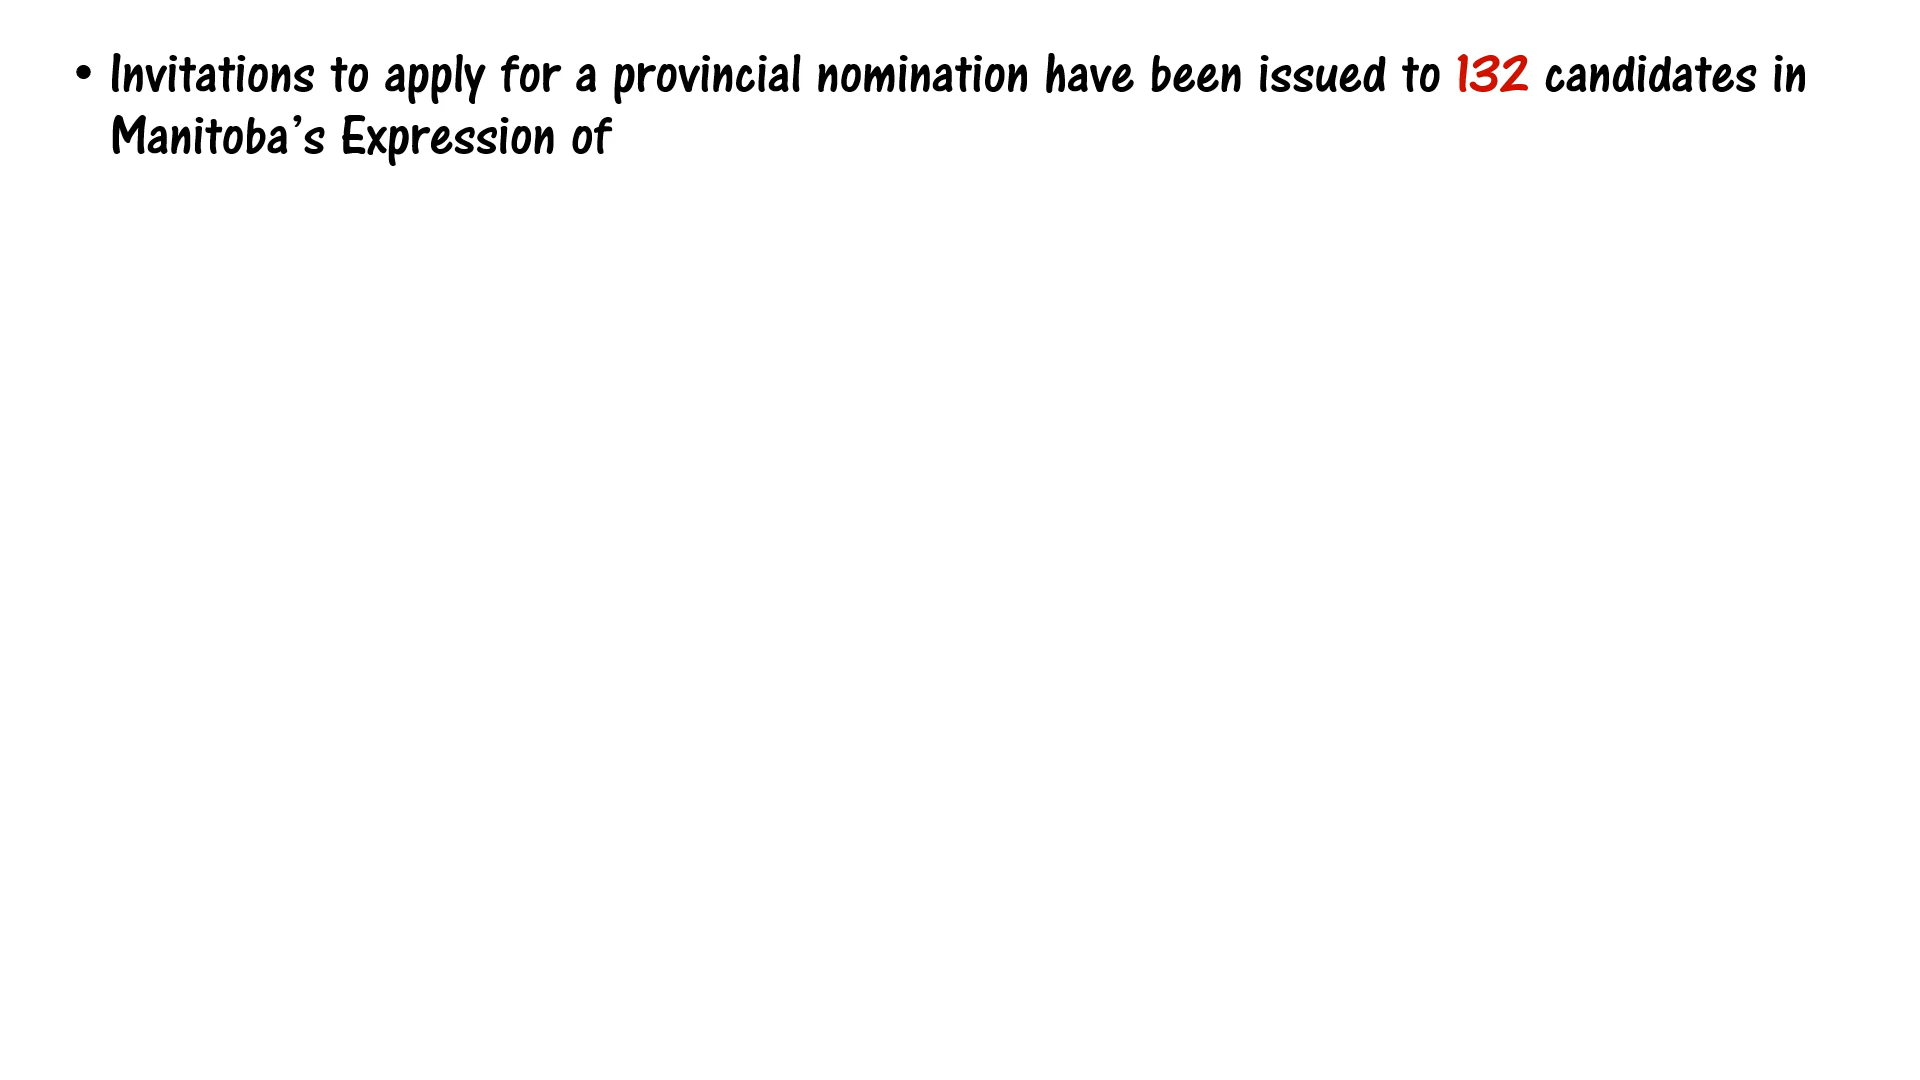 • Invitations to apply for a provincial nomination have been issued to 132 candidates in
Manitoba’s Expression of